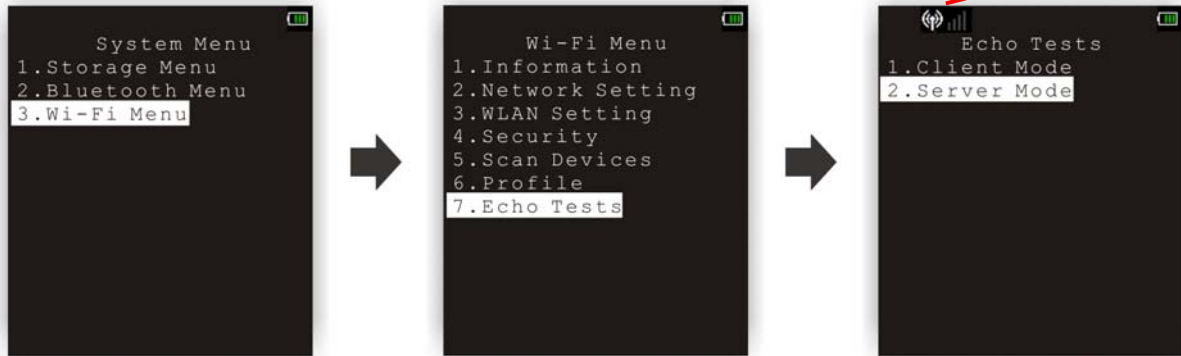 System Menu
1.Storage Menu
2.Bluetooth Menu
3.Wi-Fi Menu
Wi-Fi Menu
1.Information
2.Network Setting
3.WLAN Setting
4.Security
5.Scan Devices
6.Profile
7.Echo Tests
Echo Tests
1.Client Mode
2.Server Mode